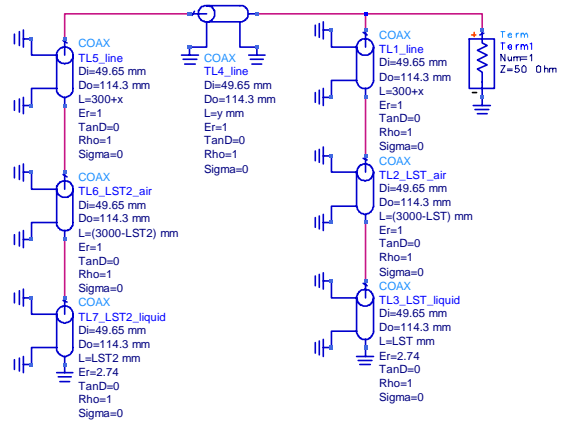 COAX
TL5_line
Di=49.65 mm
Do=114.3 mm
L=300+x
Er=1
TanD=0
Rho=1
Sigma=0
COAX
TL4_line
Di=49.65 mm
Do=114.3 mm
L=y mm
Er=1
TanD=0
Rho=1
Sigma=0
COAX
TL1_line
Di=49.65 mm
Do=114.3 mm
L=300+x
Er=1
TanD=0
Rho=1
Sigma=0
+
Term
Term1
Num=1
Z=50 Ohm
-
COAX
TL6_LST2_air
Di=49.65 mm
Do=114.3 mm
L=(3000-LST2) mm
Er=1
TanD=0
Rho=1
Sigma=0
COAX
TL2_LST_air
Di=49.65 mm
Do=114.3 mm
L=(3000-LST) mm
Er=1
TanD=0
Rho=1
Sigma=0
COAX
TL7_LST2_liquid
Di=49.65 mm
Do=114.3 mm
L=LST2 mm
Er=2.74
TanD=0
Rho=1
Sigma=0
COAX
TL3_LST_liquid
Di=49.65 mm
Do=114.3 mm
L=LST mm
Er=2.74
TanD=0
Rho=1
Sigma=0